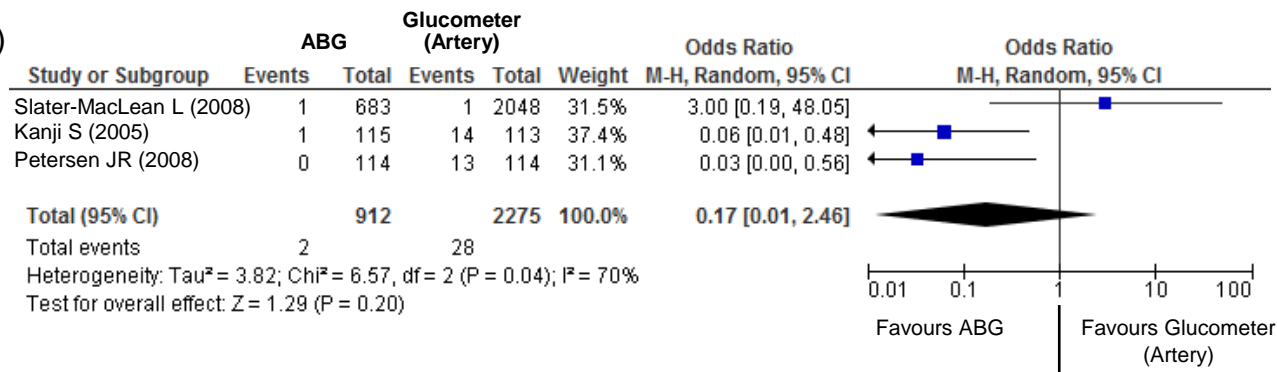 )
ABG Glucometer (Artery) Odds Ratio Odds Ratio
Study or Subgroup Events Total Events Total Weight M-H, Random, 95% CI M-H, Random, 95% CI
Slater-MacLean L (2008) 1 683 1 2048 31.5% 3.00 [0.19, 48.05]
Kanji S (2005) 1 115 14 113 37.4% 0.06 [0.01, 0.48]
Petersen JR (2008) 0 114 13 114 31.1% 0.03 [0.00, 0.56]
Total (95% CI) 912 2275 100.0% 0.17 [0.01, 2.46]
Total events 2 28
Heterogeneity: Tau² = 3.82; Chi² = 6.57, df = 2 (P = 0.04); I² = 70%
Test for overall effect: Z = 1.29 (P = 0.20)
0.01 0.1 1 10 100
Favours ABG Favours Glucometer
(Artery)